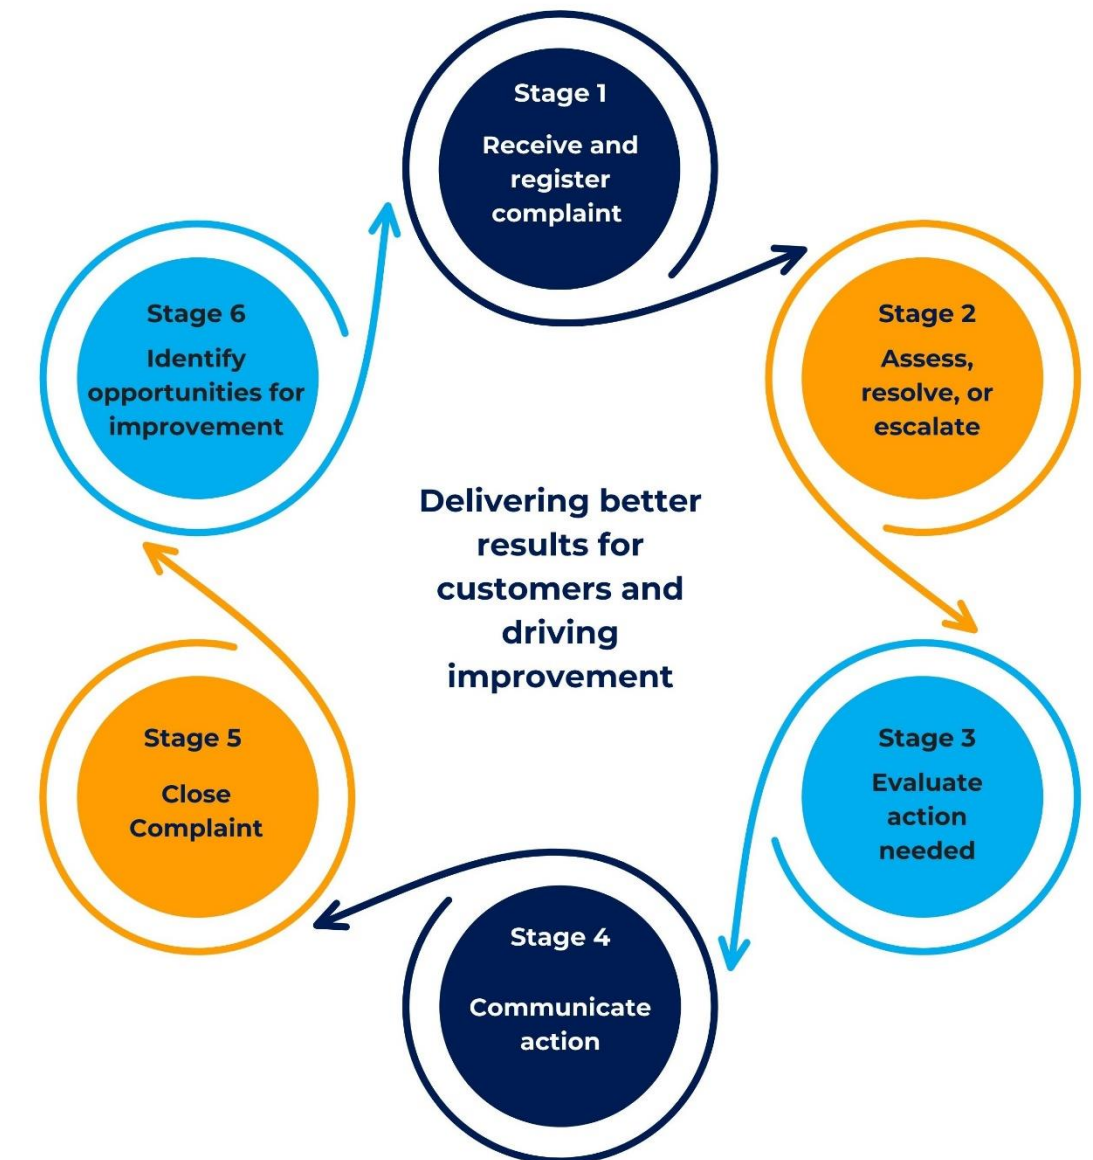 Stage 1
Receive and
register
complaint
Stage 2
Assess,
resolve, or
escalate
Stage 3
Evaluate
action
needed
Stage 4
Communicate
action
Stage 5
Close
Complaint
Stage 6
Identify
opportunities for
improvement
Delivering better
results for
customers and
driving
improvement